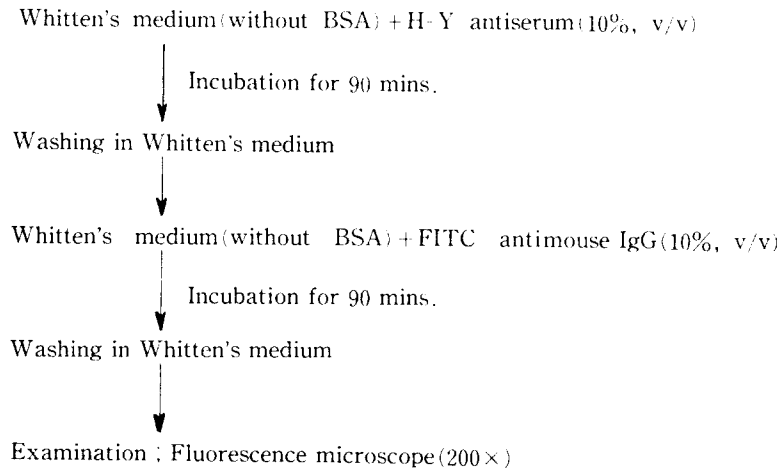 Whitten's medium(without BSA)+H-Y antiserum(10%, v/v)
Incubation for 90 mins.
Washing in Whitten's medium
Whitten's medium(without BSA)+FITC antimouse IgG(10%, v/v)
Incubation for 90 mins.
Washing in Whitten's medium
Examination ; Fluorescence microscope(200×)